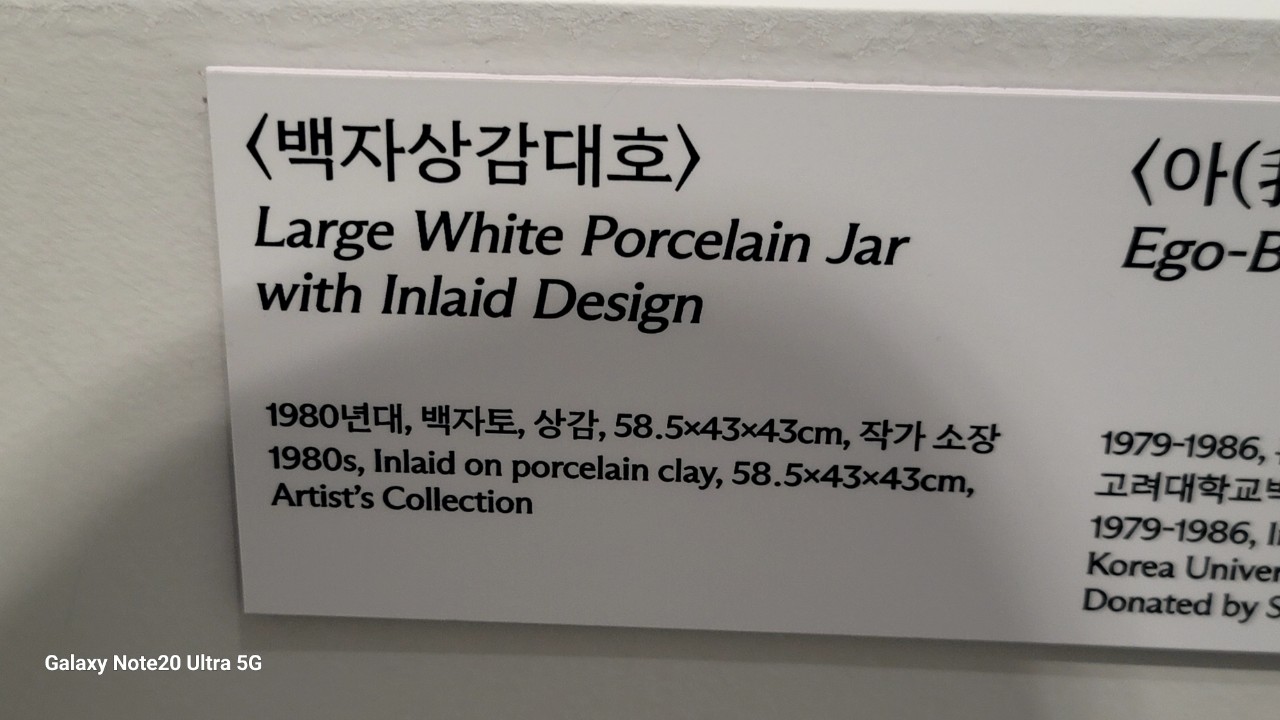 〈백자상감대호〉
Large White Porcelain Jar
with Inlaid Design
1980년대, 백자토, 상감, 58.5×43×43cm, 작가 소장
1980s, Inlaid on porcelain clay, 58.5×43×43cm,
Artist's Collection
〈아(
Ego-B
1979-1986,
고려대학교
1979-1986,
Korea
Donated by
Galaxy Note20 Ultra 5G